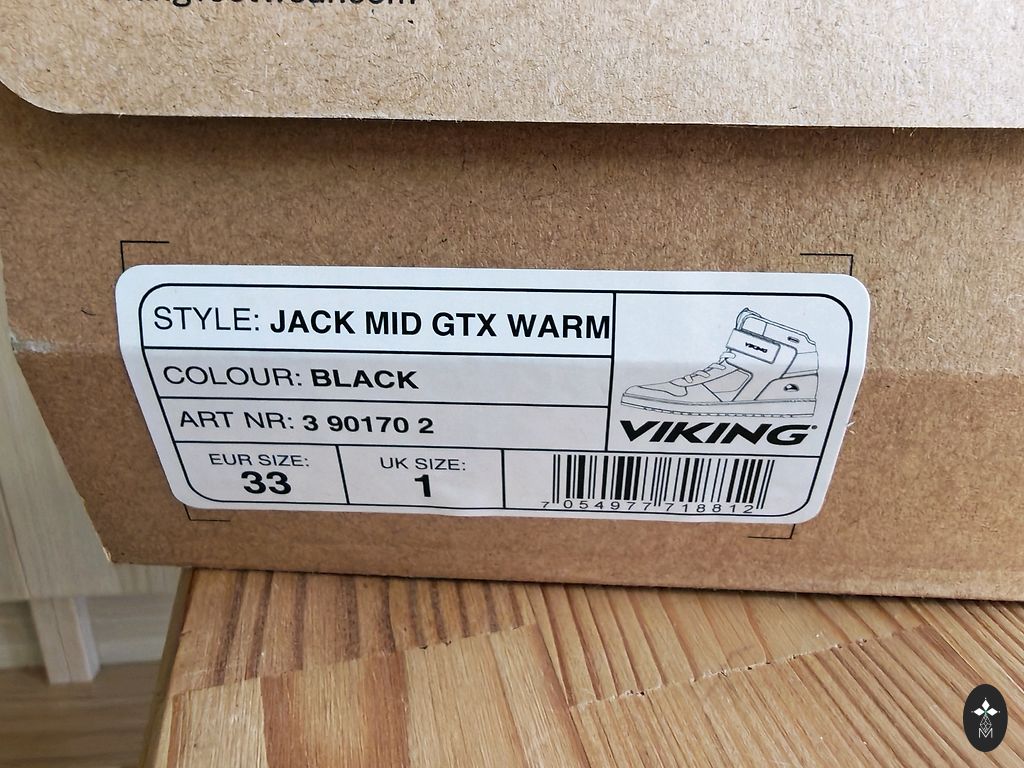 STYLE: JACK MID GTX WARM
COLOUR: BLACK
ART NR: 3 90170 2
EUR SIZE:
33
UK SIZE:
1
VIKING
VIKING®
7 054977 718812
M